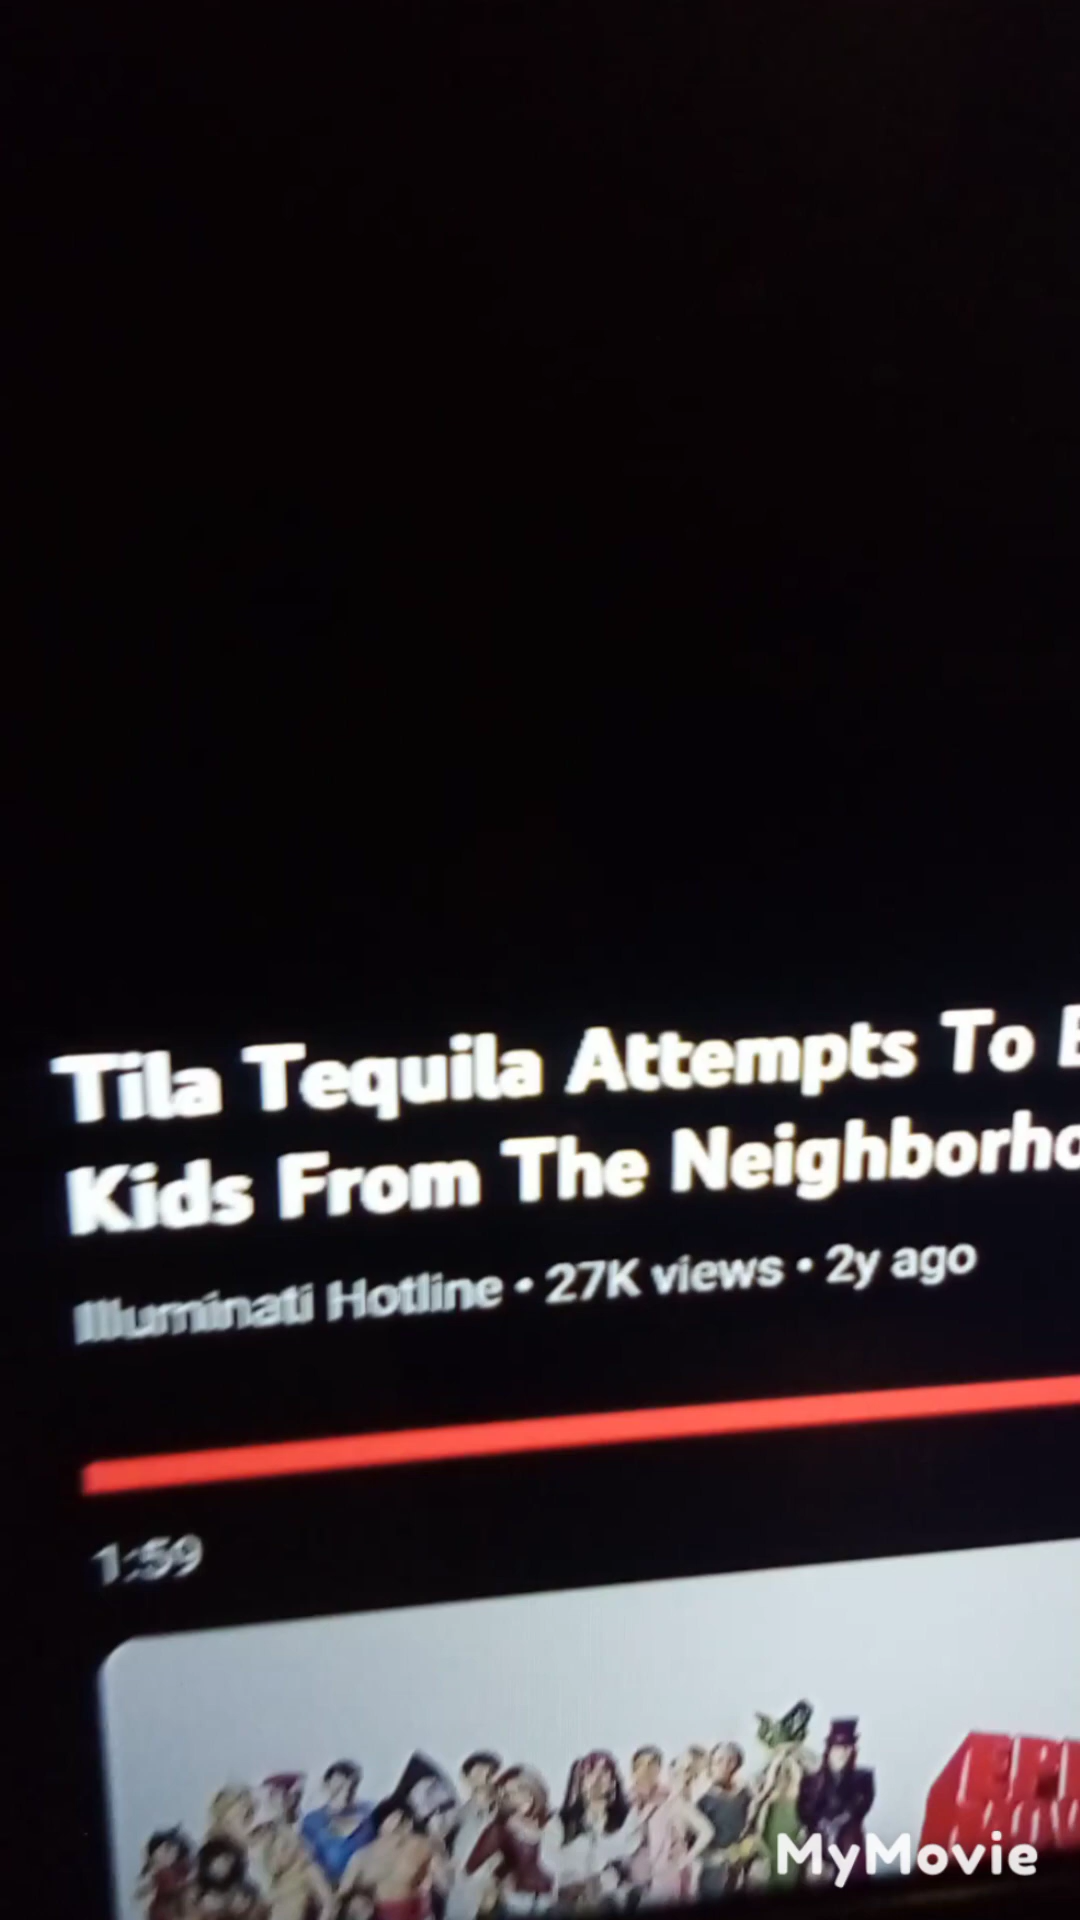 Tila Tequila Attempts To
Kids From The
Illuminati Hotline • 27K views • 2y ago
1:59
MyMovie